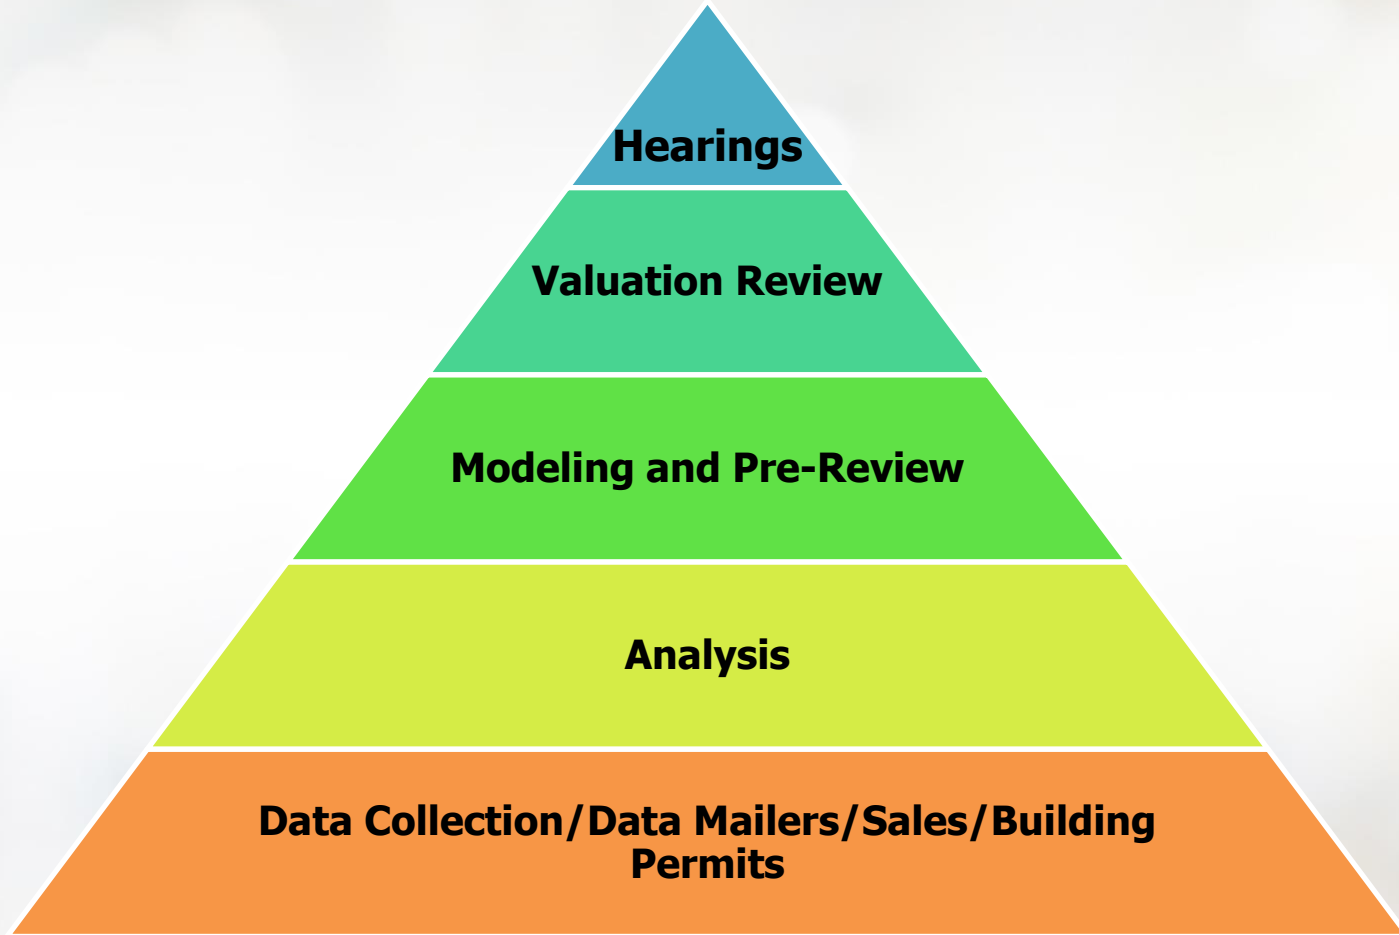 Hearings
Valuation Review
Modeling and Pre-Review
Analysis
Data Collection/Data Mailers/Sales/Building
Permits